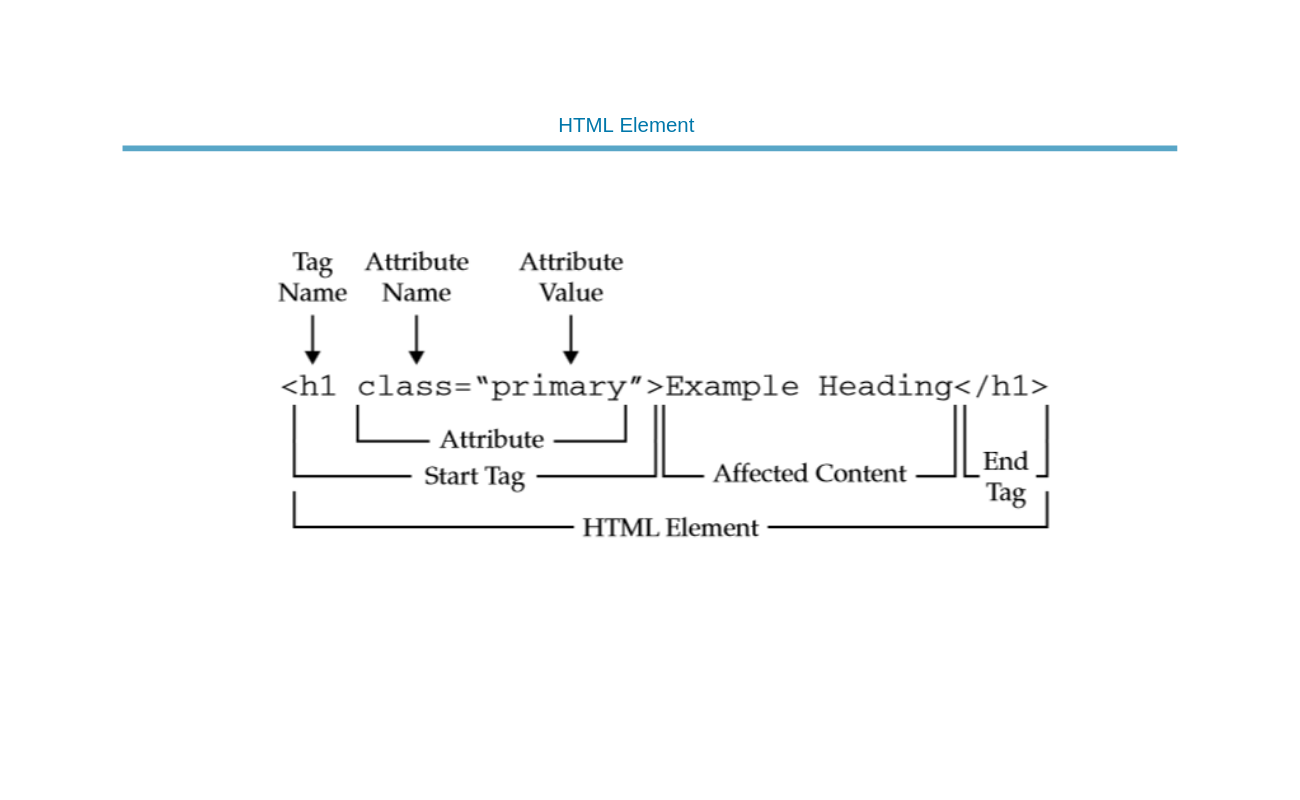 HTML Element
Tag Attribute Attribute
Name Name Value
<h1 class=‟primary”>Example Heading</h1>
Attribute
Start Tag Affected Content End
Tag
HTML Element